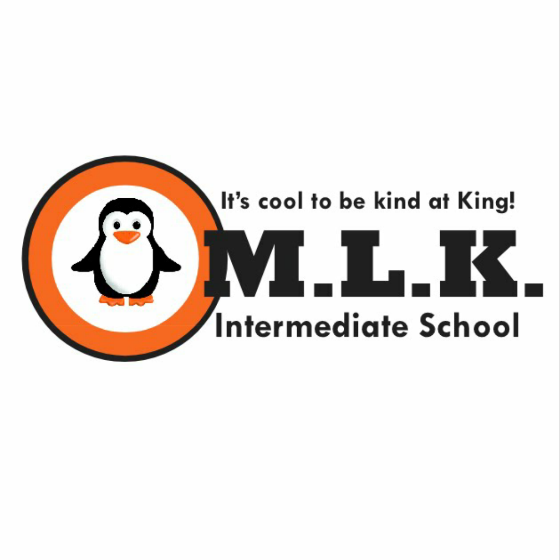 It's cool to be kind at King!
M.L.K.
Intermediate School